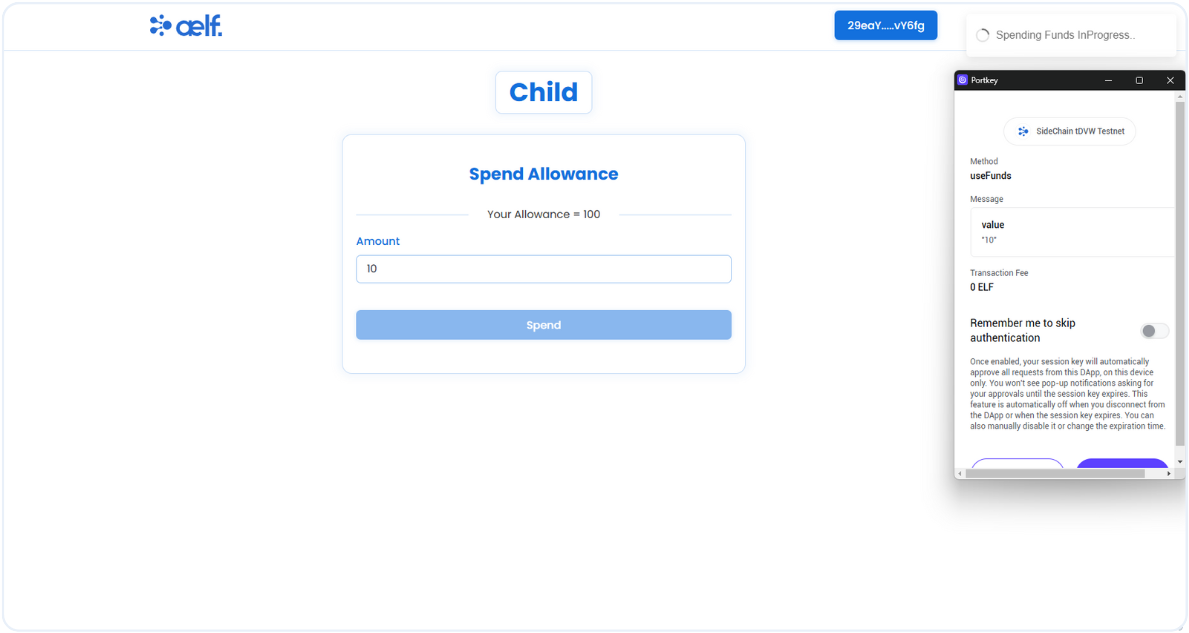 ælf.
29eaY.....vY6fg
Spending Funds InProgress..
Child
Spend Allowance
Your Allowance = 100
Amount
10
Spend
Portkey
SideChain tDVW Testnet
Method
useFunds
Message
value
"10"
Transaction Fee
0 ELF
Remember me to skip
authentication
Once enabled, your session key will automatically
approve all requests from this DApp, on this device
only. You won't see pop-up notifications asking for
your approvals until the session key expires. This
feature is automatically off when you disconnect from
the DApp or when the session key expires. You can
also manually disable it or change the expiration time.